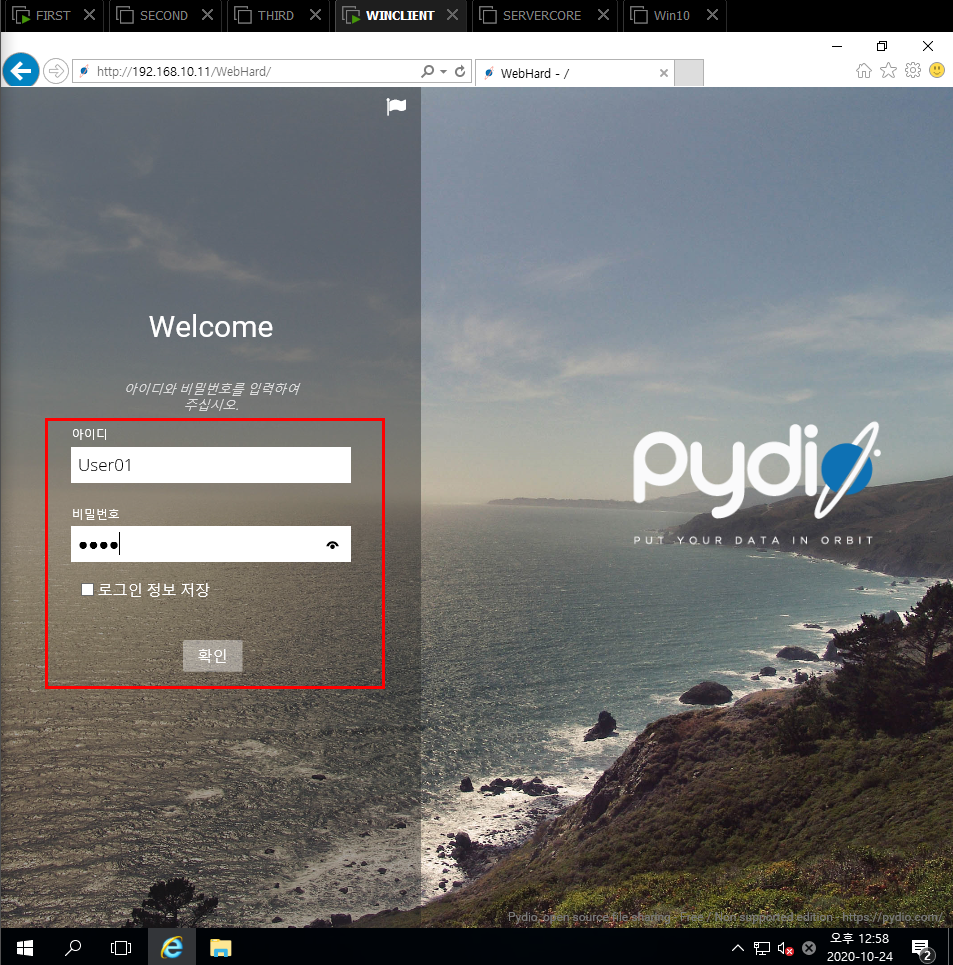 FIRST
SECOND
THIRD
WINCLIENT
SERVERCORE
Win10
http://192.168.10.11/WebHard/
WebHard - /
Welcome
아이디와 비밀번호를 입력하여
주십시오.
아이디
User01
비밀번호
로그인 정보 저장
확인
pydio
PUT YOUR DATA IN ORBIT
Pydio, open source file sharing - Free / Non supported edition - https://pydio.com...
오후 12:58
2020-10-24
2